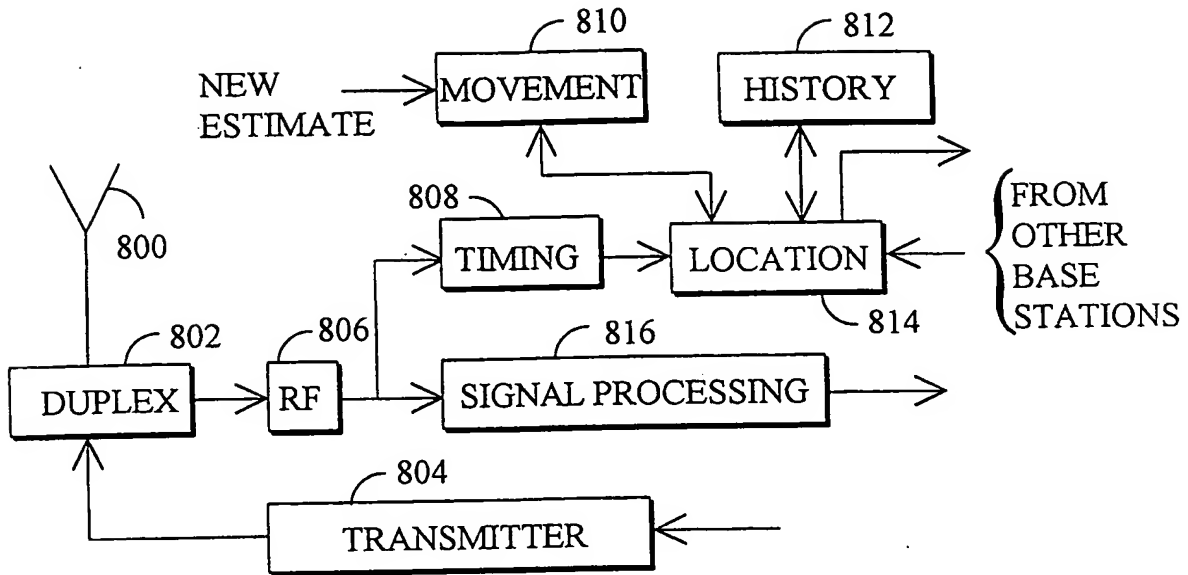 810
812
NEW
ESTIMATE
MOVEMENT
HISTORY
800
808
TIMING
LOCATION
814
FROM
OTHER
BASE
STATIONS
802
806
816
DUPLEX
RF
SIGNAL PROCESSING
804
TRANSMITTER